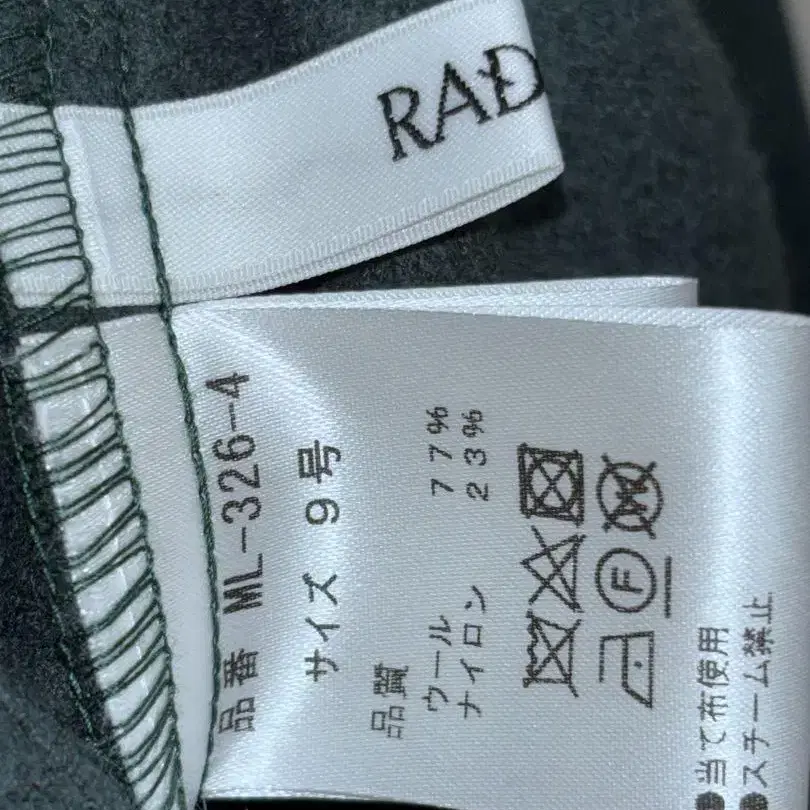 RAD
品番 ML-326-4
サイズ 9号
品質
ウール 77%
ナイロン 23%
W
F
●当て布使用
●スチーム禁止